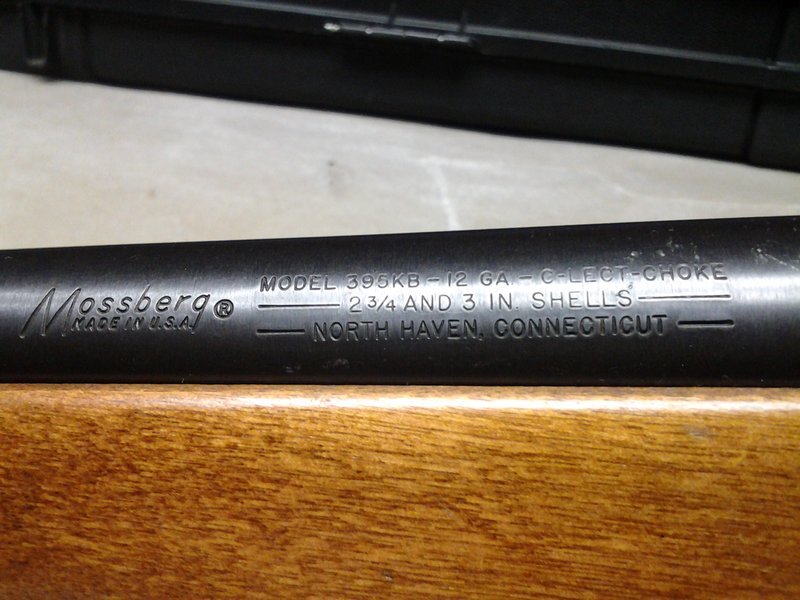 Mossberg®
MADE IN U.S.A.
MODEL 395KB-12 GA.-C-LECT-CHOKE
2 3/4 AND 3 IN. SHELLS
NORTH HAVEN, CONNECTICUT